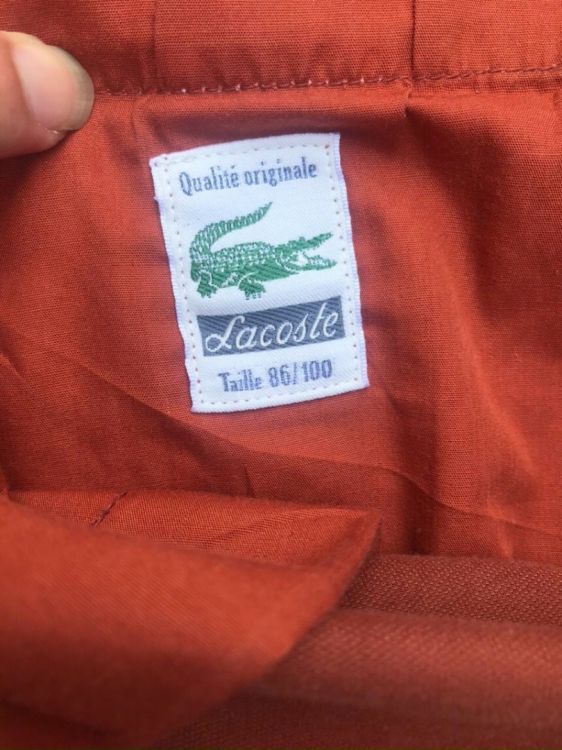 Qualité originale
Lacoste
Taille 86/100